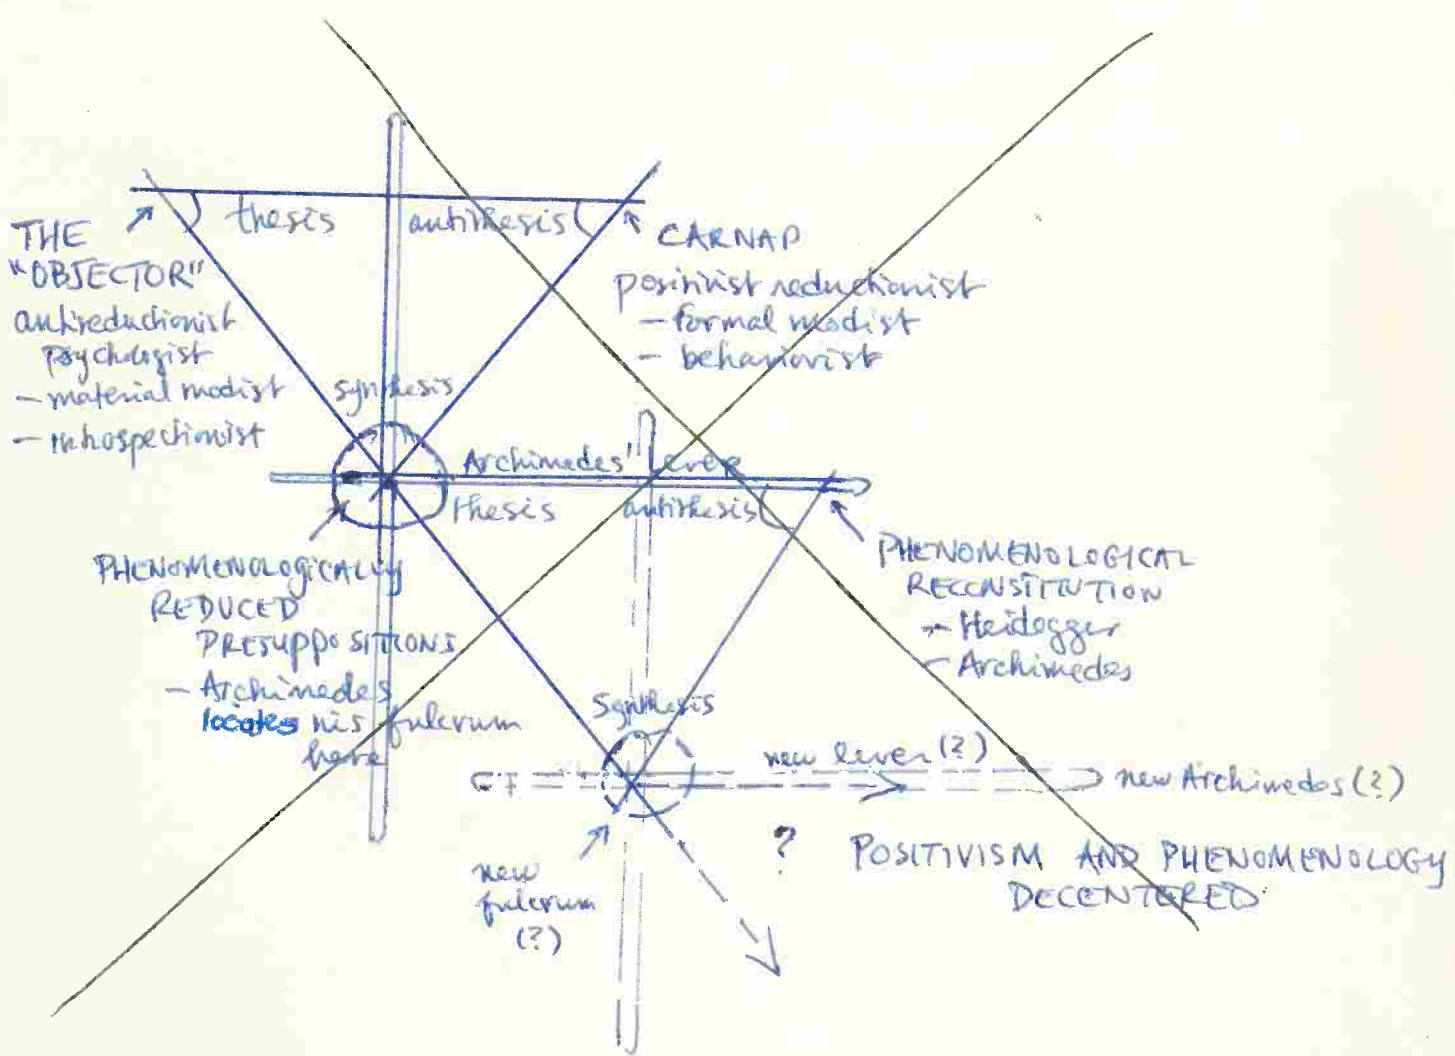 thesis
antithesis
THE
"OBJECTOR"
antireductionist
psychologist
— material modist
— introspectionist
CARNAP
positivist reductionist
— formal modist
— behaviorist
synthesis
Archimedes' Lever
thesis
antithesis
PHENOMENOLOGICALLY
REDUCED
PRESUPPOSITIONS
— Archimedes
locates his fulcrum
here
PHENOMENOLOGICAL
RECONSTITUTION
— Heidegger
— Archimedes
synthesis
new lever (?)
new Archimedes (?)
new
fulcrum
(?)
?
POSITIVISM AND PHENOMENOLOGY
DECENTERED